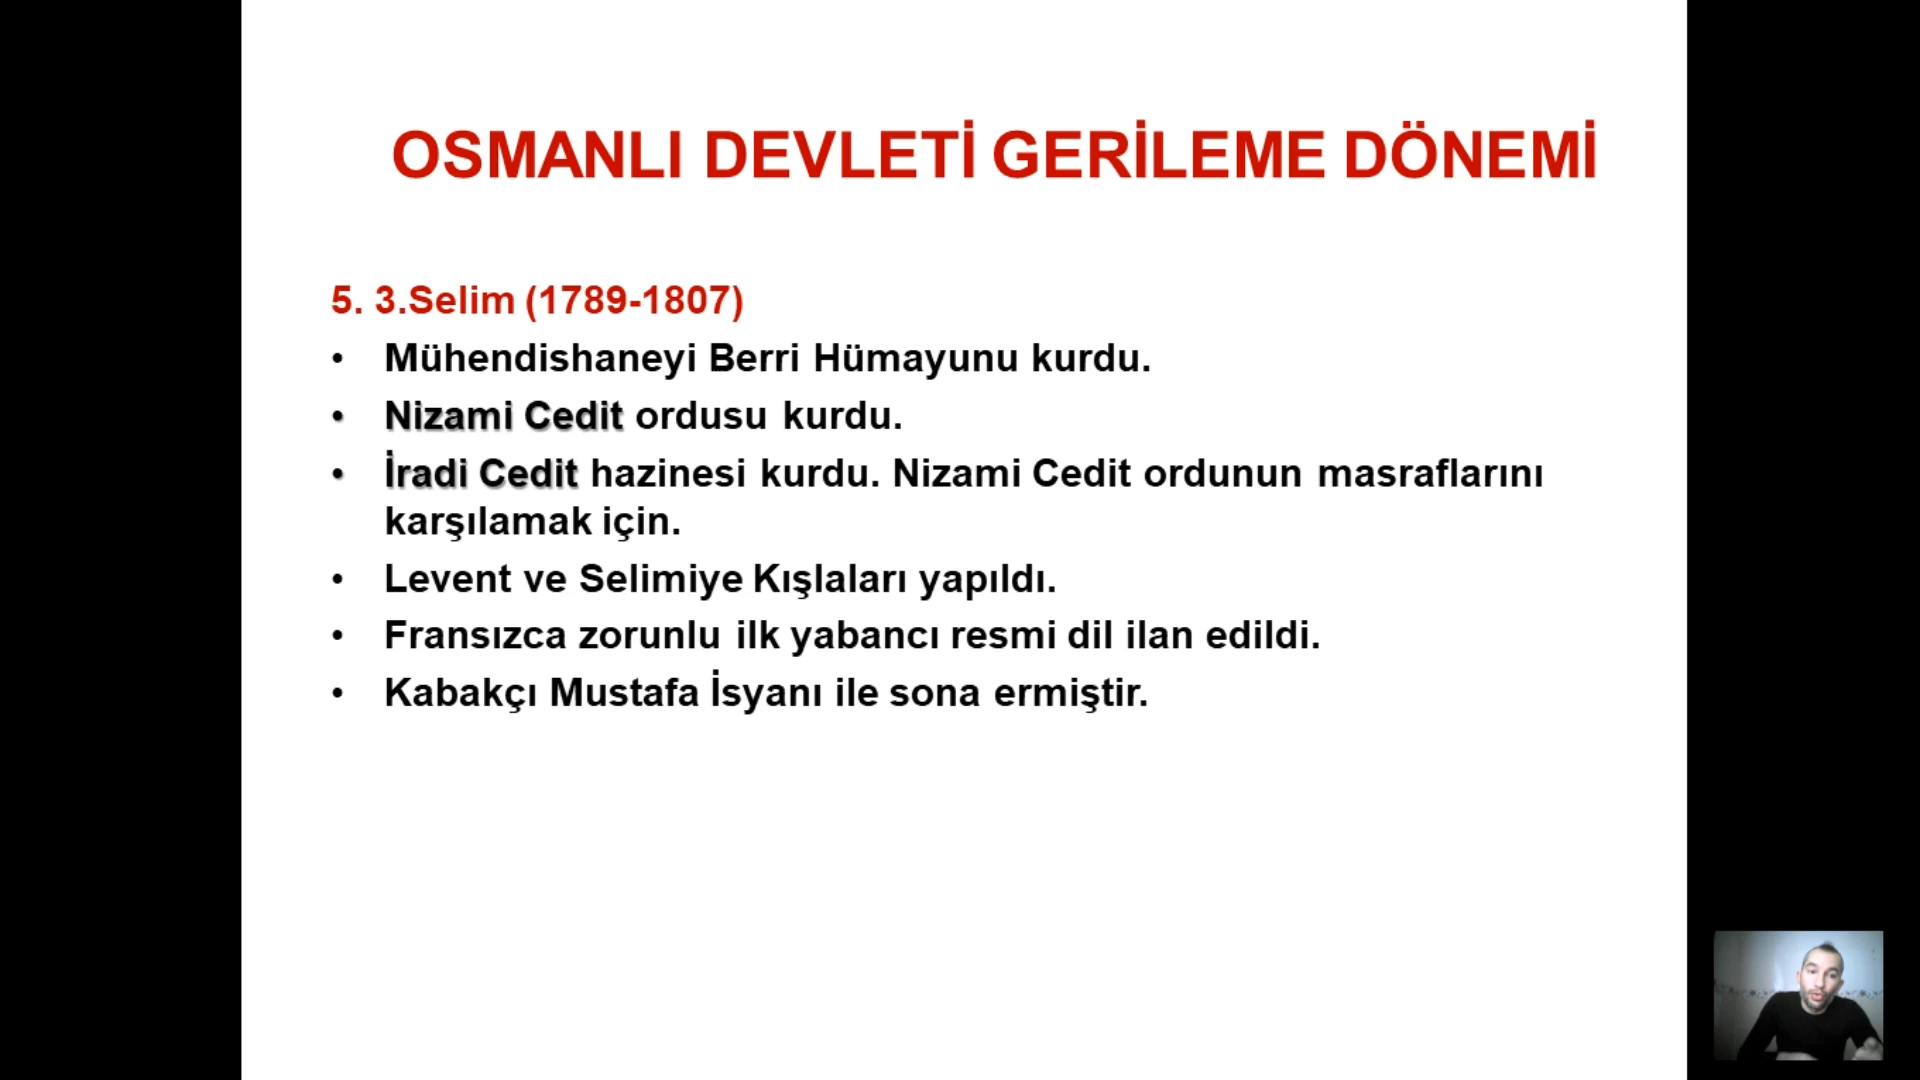 OSMANLI DEVLETİ GERİLEME DÖNEMİ
5. 3.Selim (1789-1807)
• Mühendishaneyi Berri Hümayunu kurdu.
• Nizami Cedit ordusu kurdu.
• İradi Cedit hazinesi kurdu. Nizami Cedit ordunun masraflarını
karşılamak için.
• Levent ve Selimiye Kışlaları yapıldı.
• Fransızca zorunlu ilk yabancı resmi dil ilan edildi.
• Kabakçı Mustafa İsyanı ile sona ermiştir.